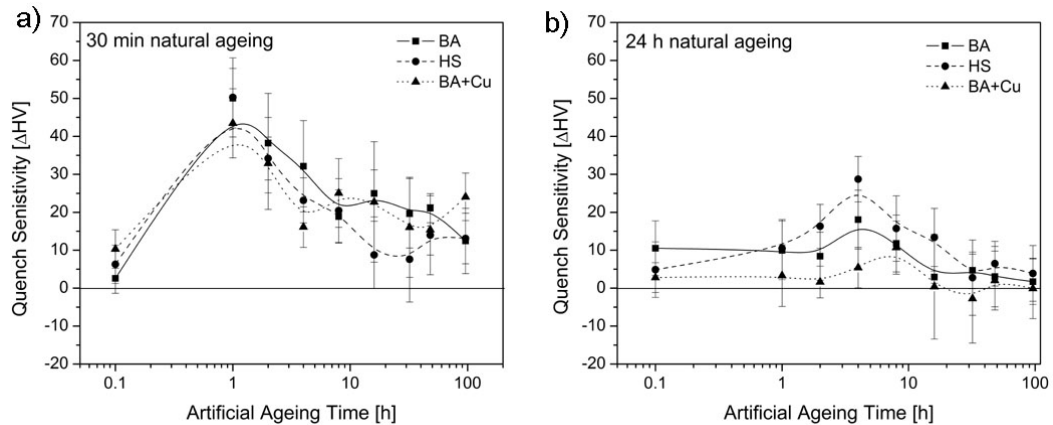 a)
30 min natural ageing
BA
HS
BA+Cu
70
60
50
40
30
20
10
0
-10
-20
Quench Senistivity [ΔHV]
0.1
1
10
100
Artificial Ageing Time [h]
b)
24 h natural ageing
BA
HS
BA+Cu
70
60
50
40
30
20
10
0
-10
-20
Quench Sensitivity [ΔHV]
0.1
1
10
100
Artificial Ageing Time [h]